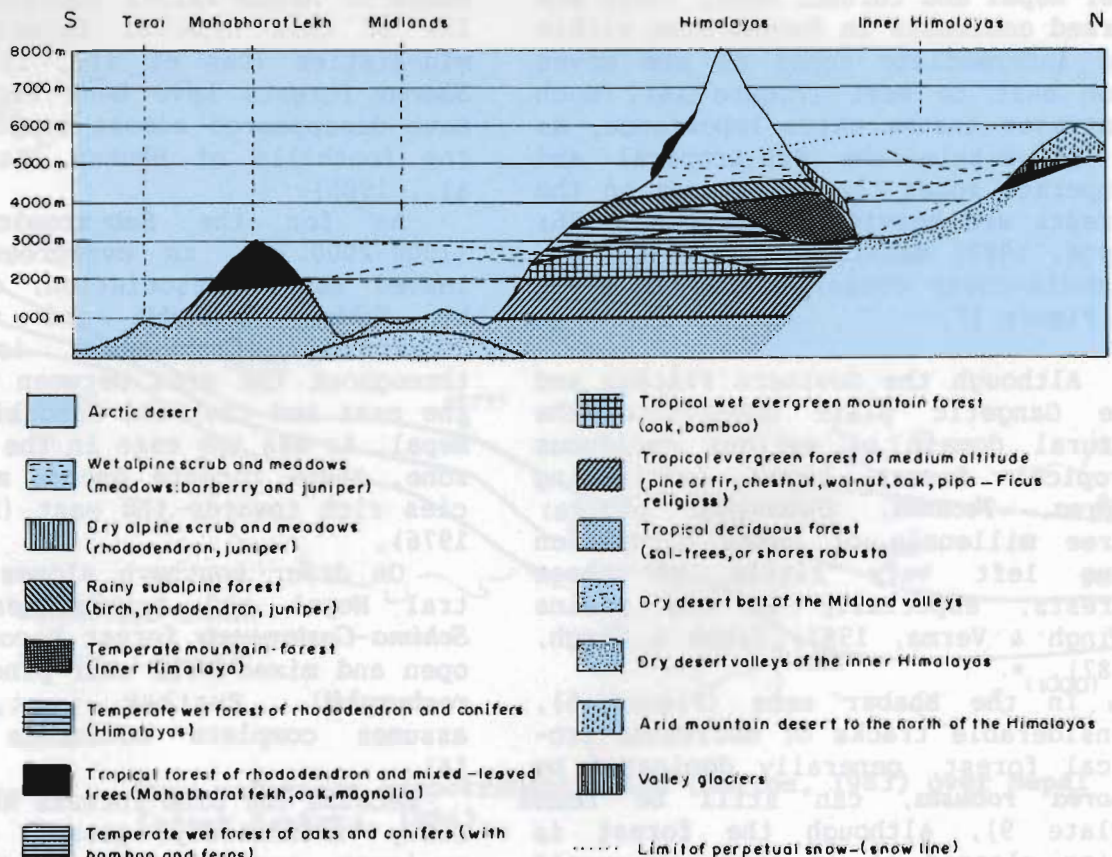 S Terai Mahabharat Lekh Midlands Himalayas Inner Himalayas N
8000 m
7000 m
6000 m
5000 m
4000 m
3000 m
2000 m
1000 m
Arctic desert
Wet alpine scrub and meadows
(meadows: barberry and juniper)
Dry alpine scrub and meadows
(rhododendron, juniper)
Rainy subalpine forest
(birch, rhododendron, juniper)
Temperate mountain-forest
(Inner Himalaya)
Temperate wet forest of rhododendron and conifers
(Himalayas)
Tropical forest of rhododendron and mixed-leaved
trees (Mahabharat Lekh, oak, magnolia)
Temperate wet forest of oaks and conifers (with
bamboo and ferns)
Tropical wet evergreen mountain forest
(oak, bamboo)
Tropical evergreen forest of medium altitude
(pine or fir, chestnut, walnut, oak, pipa – Ficus
religioss)
Tropical deciduous forest
(sal-trees, or shores robusta
Dry desert belt of the Midland valleys
Dry desert valleys of the inner Himalayas
Arid mountain desert to the north of the Himalayas
Valley glaciers
Limit of perpetual snow-(snow line)